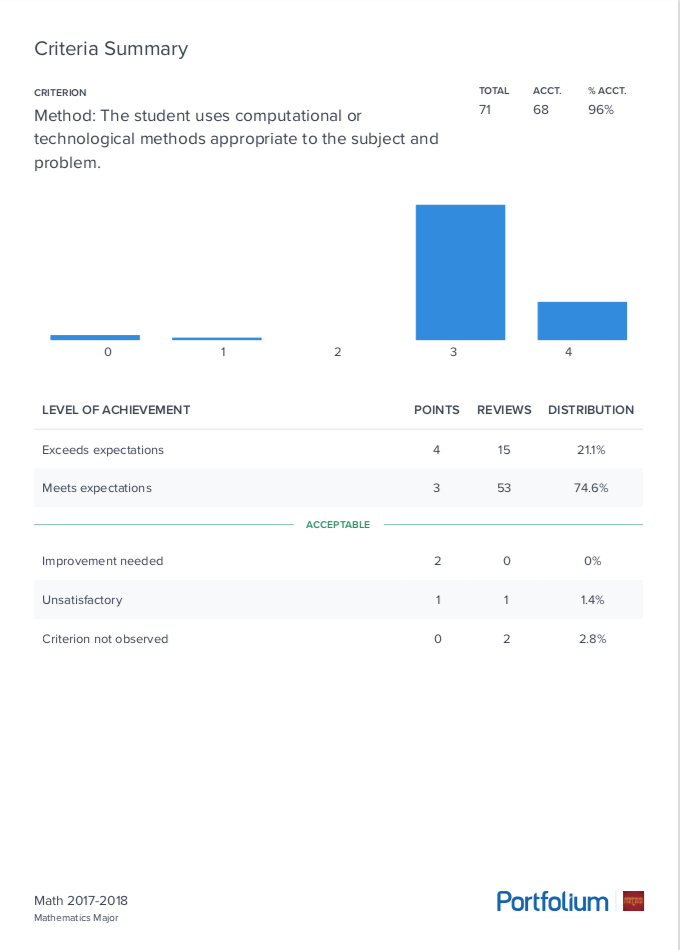 Criteria Summary
CRITERION
TOTAL ACCT. % ACCT.
71 68 96%
Method: The student uses computational or
technological methods appropriate to the subject and
problem.
0 1 2 3 4
LEVEL OF ACHIEVEMENT POINTS REVIEWS DISTRIBUTION
Exceeds expectations 4 15 21.1%
Meets expectations 3 53 74.6%
ACCEPTABLE
Improvement needed 2 0 0%
Unsatisfactory 1 1 1.4%
Criterion not observed 0 2 2.8%
Math 2017-2018
Mathematics Major
Portfolium